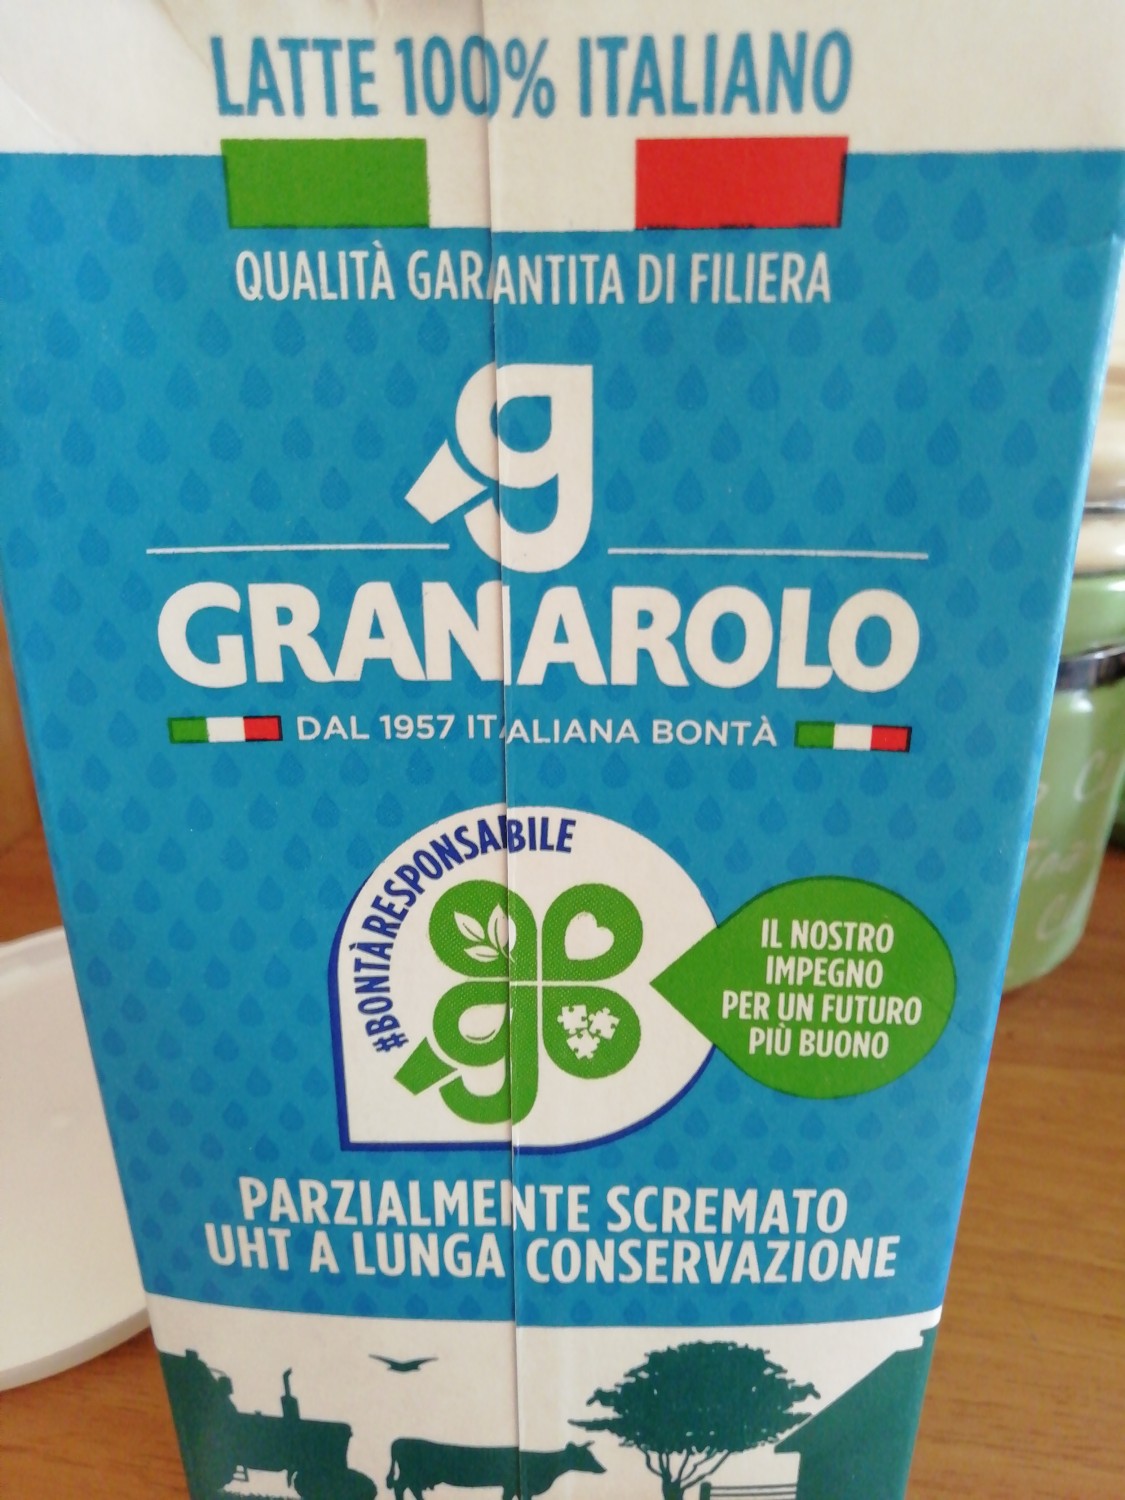 LATTE 100% ITALIANO
QUALITÀ GARANTITA DI FILIERA
g
GRANAROLO
DAL 1957 ITALIANA BONTÀ
#BONTÀRESPONSABILE
IL NOSTRO
IMPEGNO
PER UN FUTURO
PIÙ BUONO
PARZIALMENTE SCREMATO
UHT A LUNGA CONSERVAZIONE